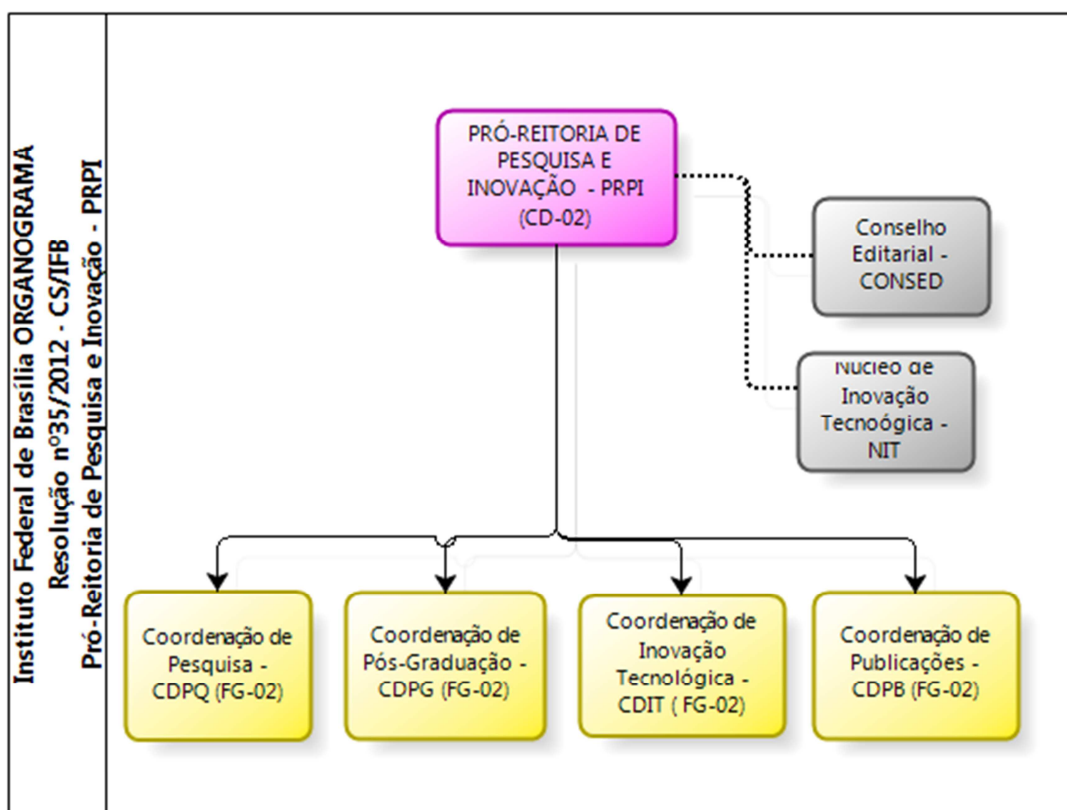 Instituto Federal de Brasília ORGANOGRAMA
Resolução nº35/2012 - CS/IFB
Pró-Reitoria de Pesquisa e Inovação - PRPI
PRÓ-REITORIA DE
PESQUISA E
INOVAÇÃO - PRPI
(CD-02)
Conselho
Editarial -
CONSED
Núcleo de
Inovação
Tecnoógica -
NIT
Coordenação de
Pesquisa -
CDPQ (FG-02)
Coordenação de
Pós-Graduação -
CDPG (FG-02)
Coordenação de
Inovação
Tecnológica -
CDIT ( FG-02)
Coordenação de
Publicações -
CDPB (FG-02)